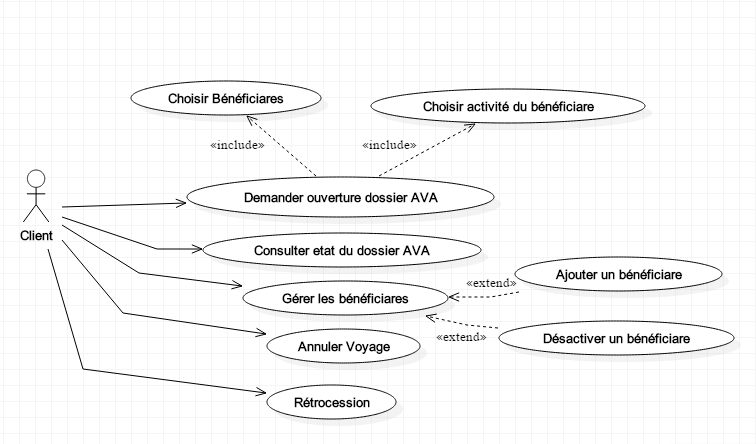 Choisir Bénéficiares
Choisir activité du bénéficiare
«include»
«include»
Demander ouverture dossier AVA
Client
Consulter etat du dossier AVA
Ajouter un bénéficiare
«extend»
Gérer les bénéficiares
«extend»
Désactiver un bénéficiare
Annuler Voyage
Rétrocession